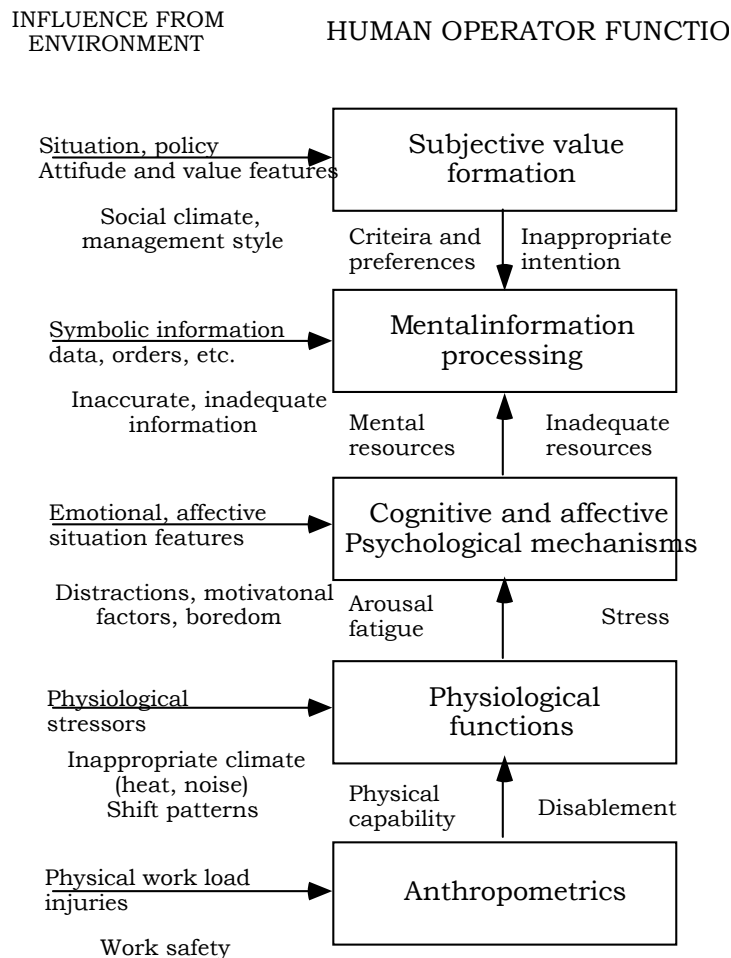 INFLUENCE FROM
ENVIRONMENT
HUMAN OPERATOR FUNCTIO
Situation, policy
Attifude and value features
Subjective value
formation
Social climate,
management style
Criteira and
preferences
Inappropriate
intention
Symbolic information
data, orders, etc.
Mentalinformation
processing
Inaccurate, inadequate
information
Mental
resources
Inadequate
resources
Emotional, affective
situation features
Cognitive and affective
Psychological mechanisms
Distractions, motivatonal
factors, boredom
Arousal
fatigue
Stress
Physiological
stressors
Physiological
functions
Inappropriate climate
(heat, noise)
Shift patterns
Physical
capability
Disablement
Physical work load
injuries
Anthropometrics
Work safety